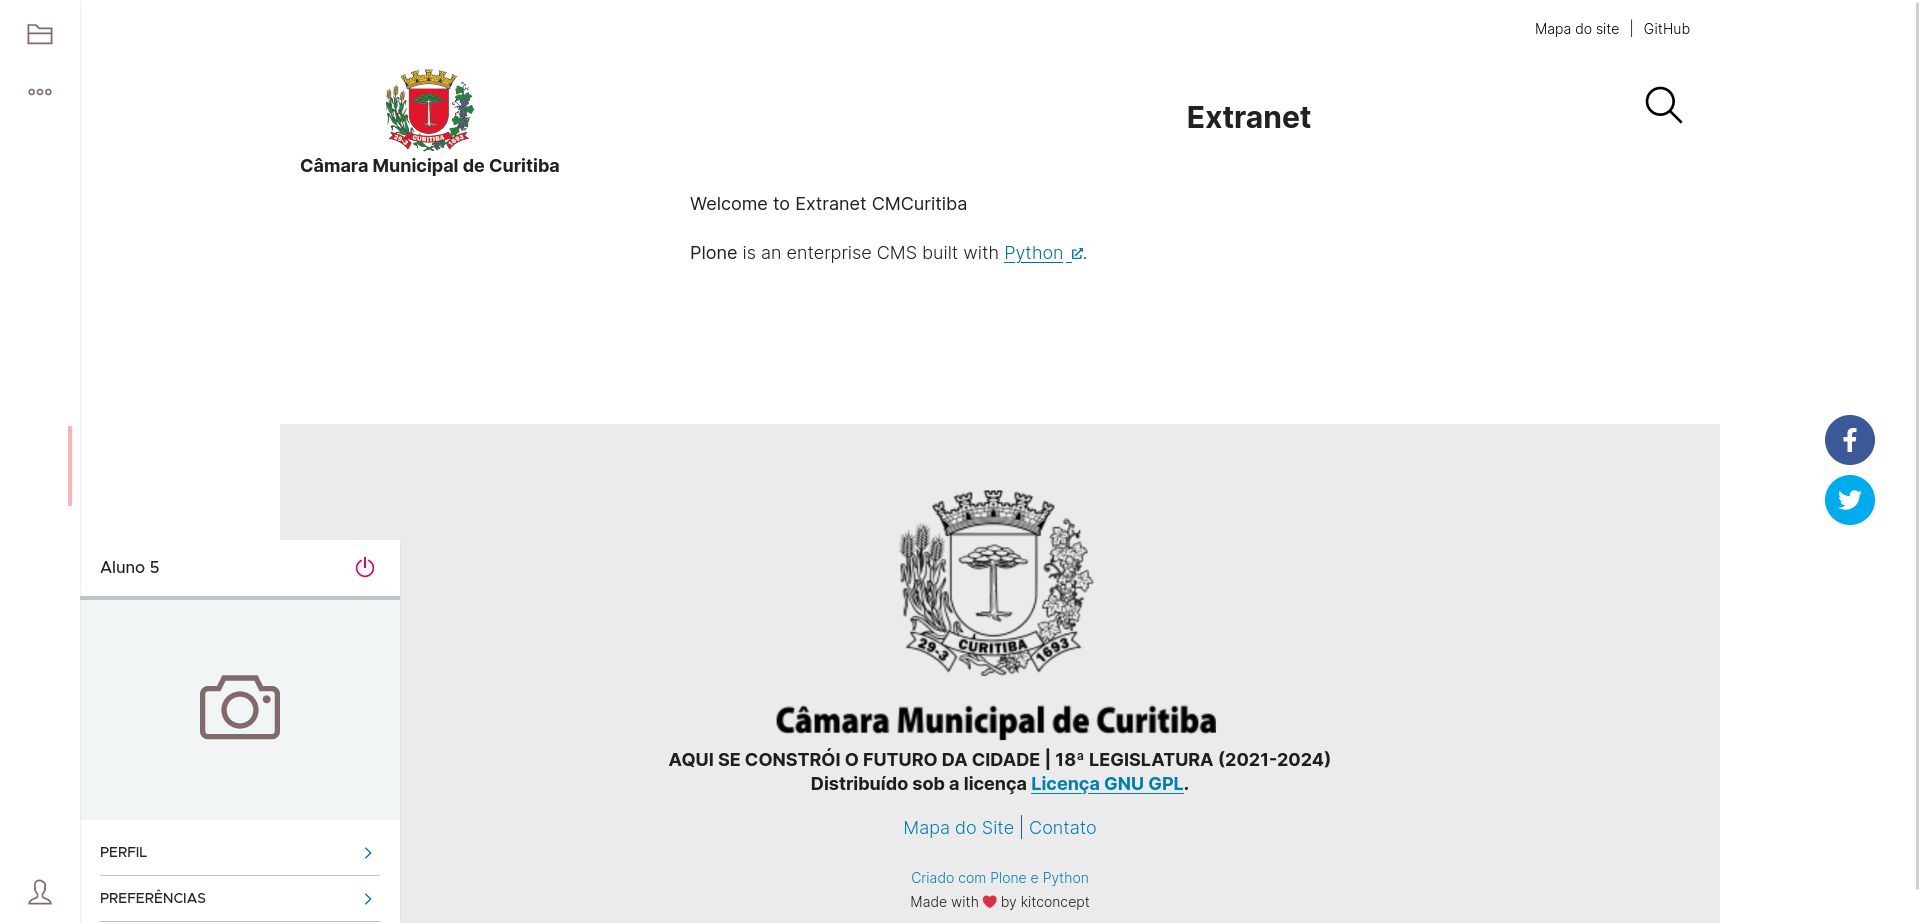 Mapa do site | GitHub
CURITIBA
29-3 1693
Câmara Municipal de Curitiba
Extranet
Welcome to Extranet CMCuritiba
Plone is an enterprise CMS built with Python.
Aluno 5
PERFIL
PREFERÊNCIAS
29-3 CURITIBA 1693
Câmara Municipal de Curitiba
AQUI SE CONSTRÓI O FUTURO DA CIDADE | 18ª LEGISLATURA (2021-2024)
Distribuído sob a licença Licença GNU GPL.
Mapa do Site | Contato
Criado com Plone e Python
Made with ❤ by kitconcept